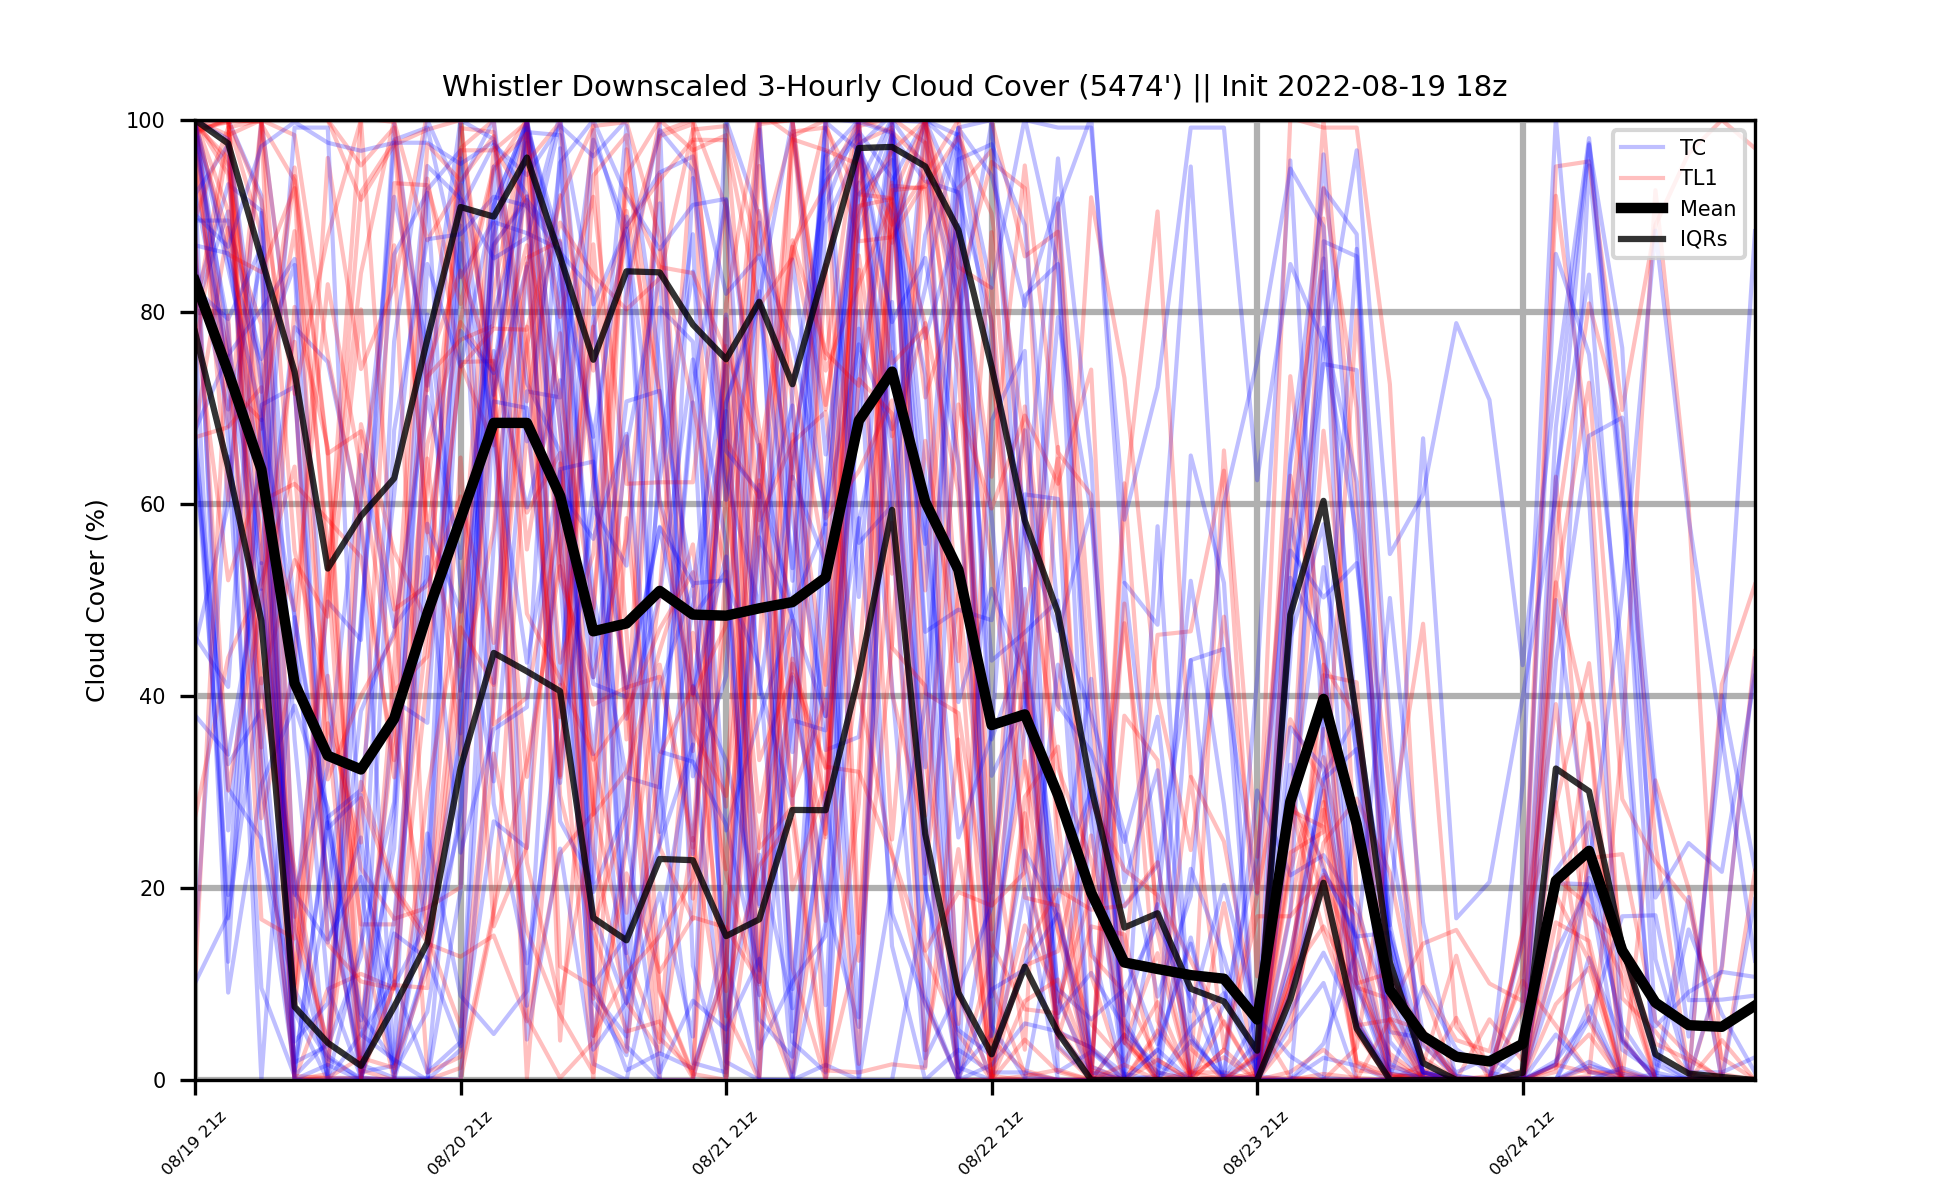 Whistler Downscaled 3-Hourly Cloud Cover (5474') || Init 2022-08-19 18z
Cloud Cover (%)
100
80
60
40
20
0
TC
TL1
Mean
IQRs
08/19 21z
08/20 21z
08/21 21z
08/22 21z
08/23 21z
08/24 21z